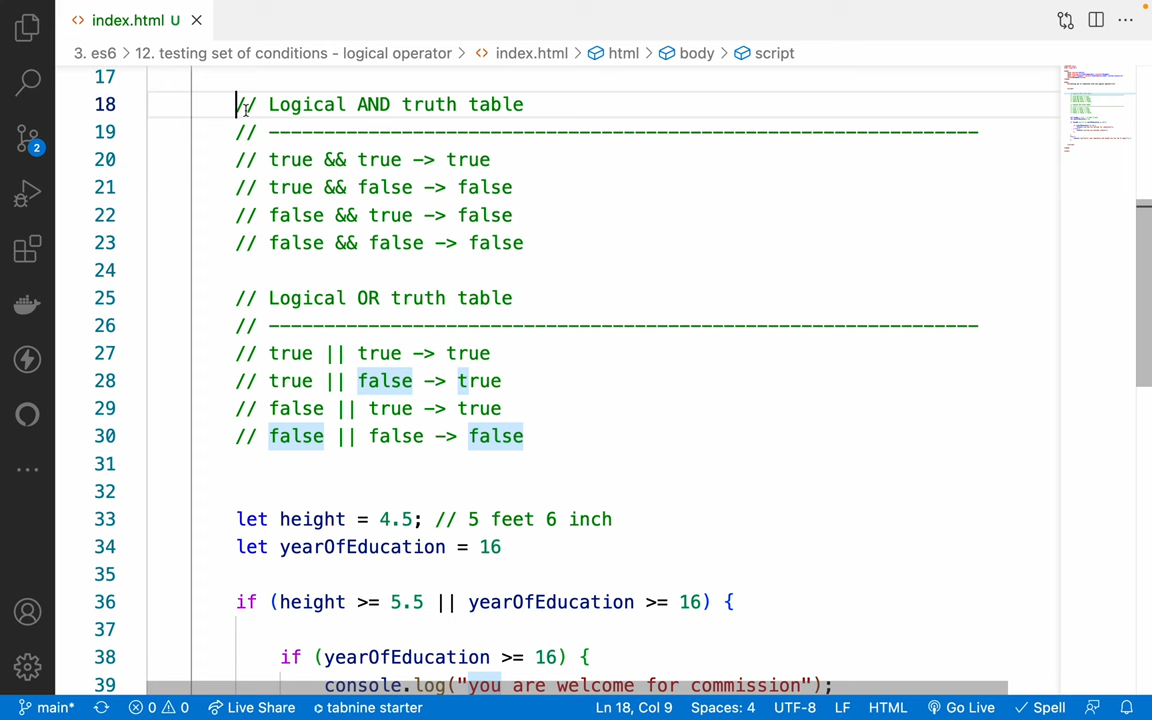 index.html U
3. es6 > 12. testing set of conditions - logical operator > index.html > html > body > script
17
18 // Logical AND truth table
19 // ----------------------------------------------------------------
20 // true && true -> true
21 // true && false -> false
22 // false && true -> false
23 // false && false -> false
24
25 // Logical OR truth table
26 // ----------------------------------------------------------------
27 // true || true -> true
28 // true || false -> true
29 // false || true -> true
30 // false || false -> false
31
32
33 let height = 4.5; // 5 feet 6 inch
34 let yearOfEducation = 16
35
36 if (height >= 5.5 || yearOfEducation >= 16) {
37
38 if (yearOfEducation >= 16) {
39 console.log("you are welcome for commission");
2
main* 0 0 Live Share tabnine starter Ln 18, Col 9 Spaces: 4 UTF-8 LF HTML Go Live Spell